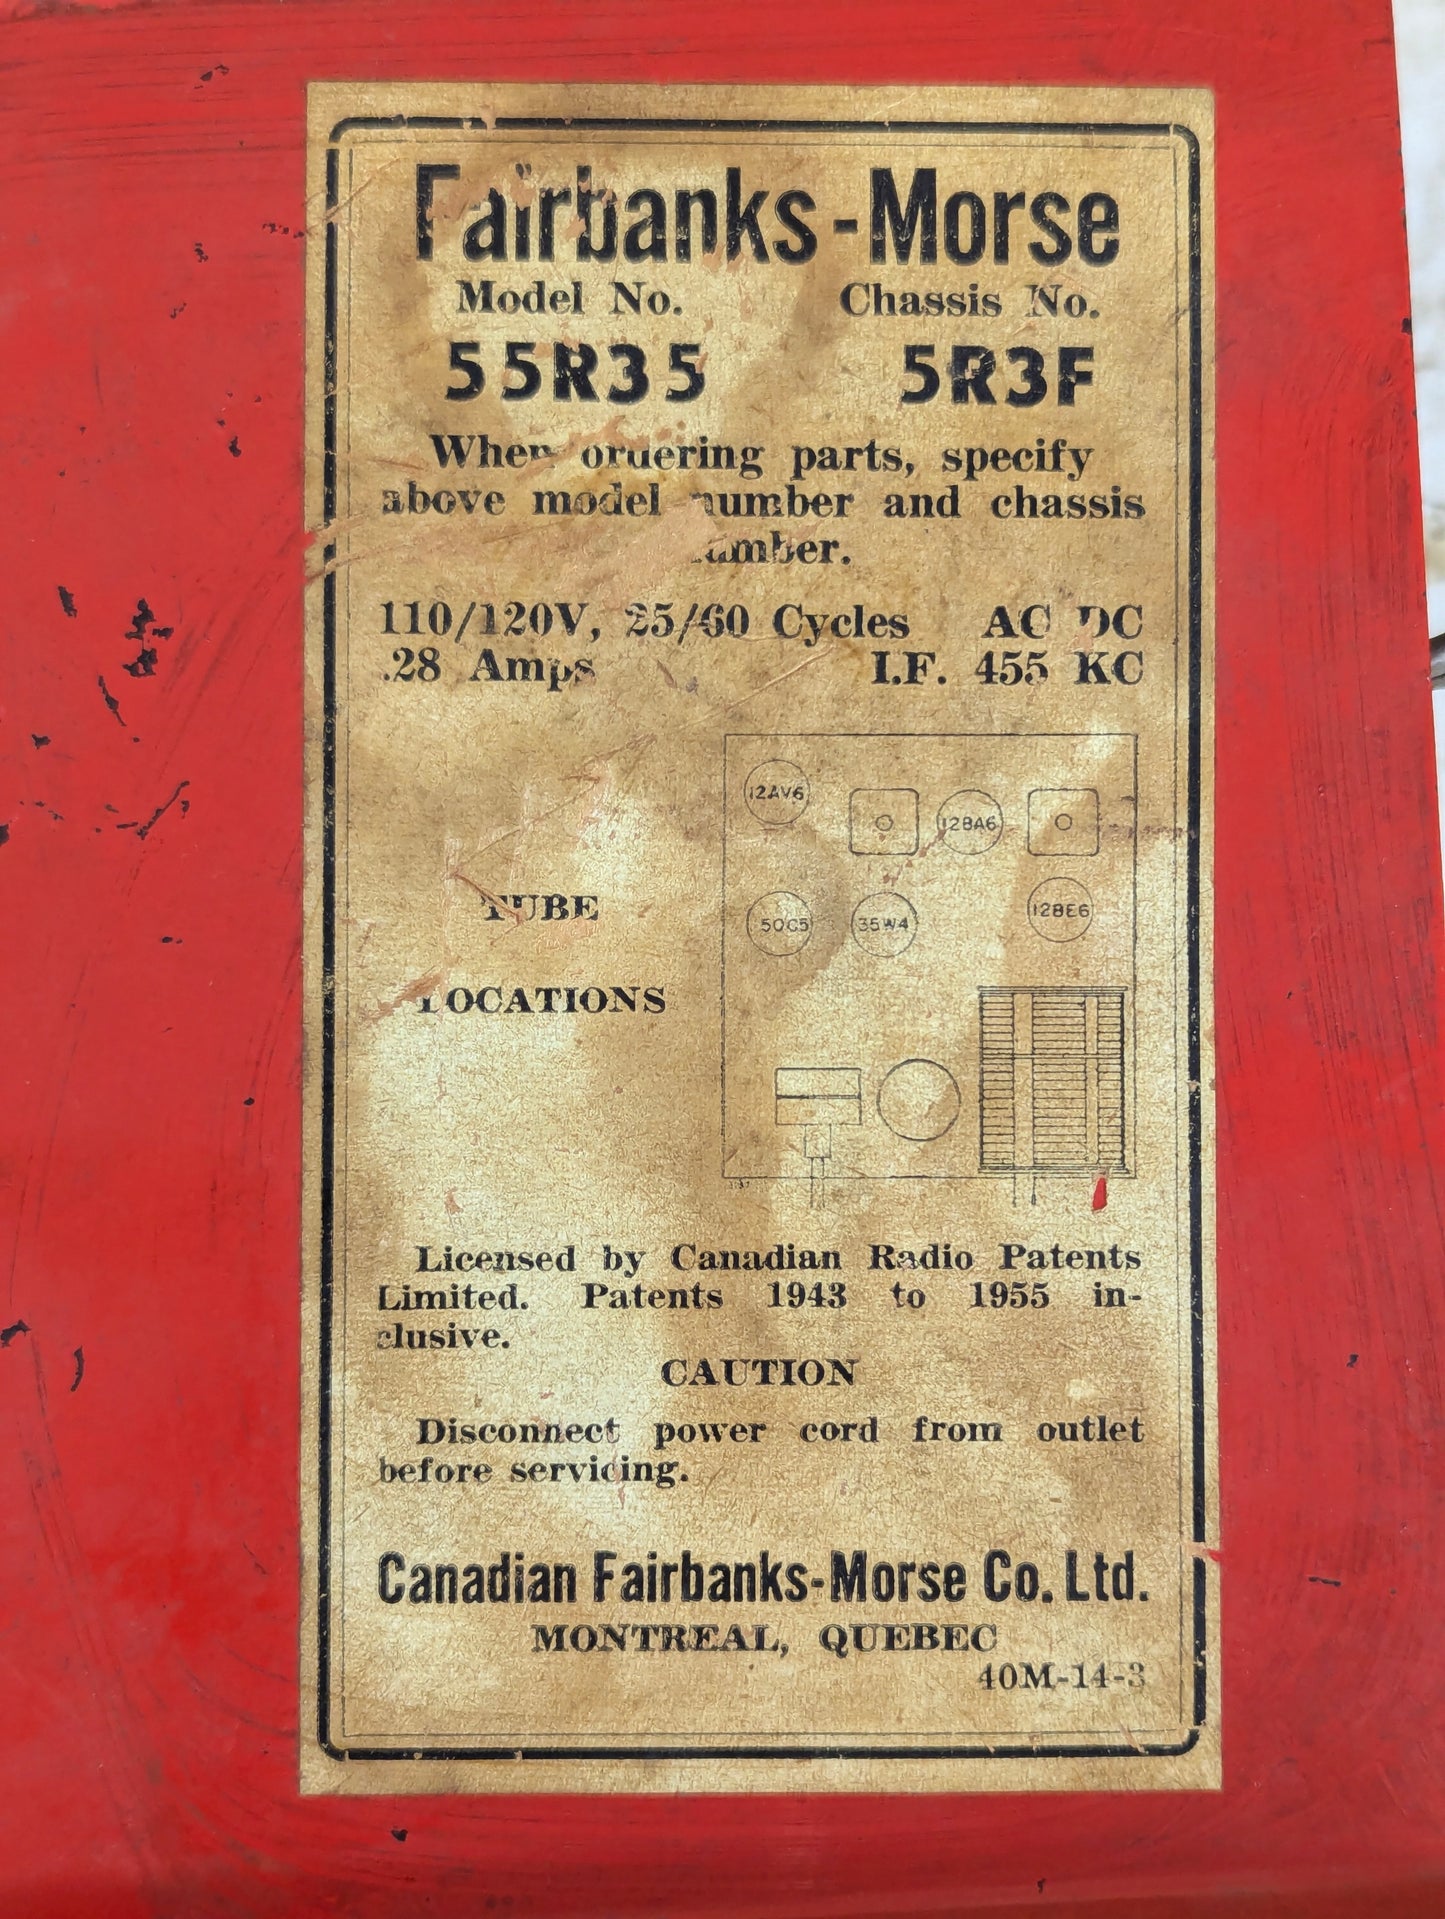 Fairbanks-Morse
Model No. Chassis No.
55R35 5R3F
When ordering parts, specify
above model number and chassis
number.
110/120V, 25/60 Cycles AC DC
.28 Amps I.F. 455 KC
12AV6
12BA6
TUBE
50C5 35W4 12BE6
LOCATIONS
Licensed by Canadian Radio Patents
Limited. Patents 1943 to 1955 in-
clusive.
CAUTION
Disconnect power cord from outlet
before servicing.
Canadian Fairbanks-Morse Co. Ltd.
MONTREAL, QUEBEC
40M-14-3